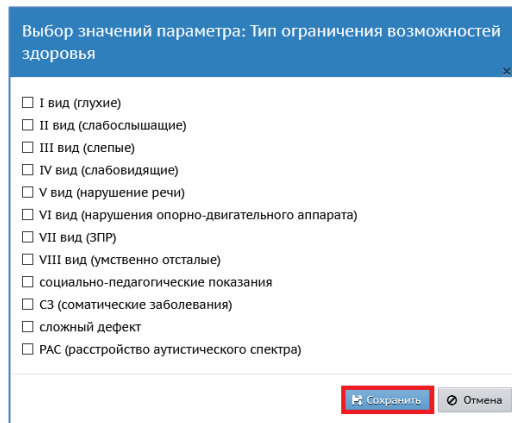 Выбор значений параметра: Тип ограничения возможностей
здоровья
×
I вид (глухие)
II вид (слабослышащие)
III вид (слепые)
IV вид (слабовидящие)
V вид (нарушение речи)
VI вид (нарушения опорно-двигательного аппарата)
VII вид (ЗПР)
VIII вид (умственно отсталые)
социально-педагогические показания
СЗ (соматические заболевания)
сложный дефект
РАС (расстройство аутистического спектра)
Сохранить Отмена